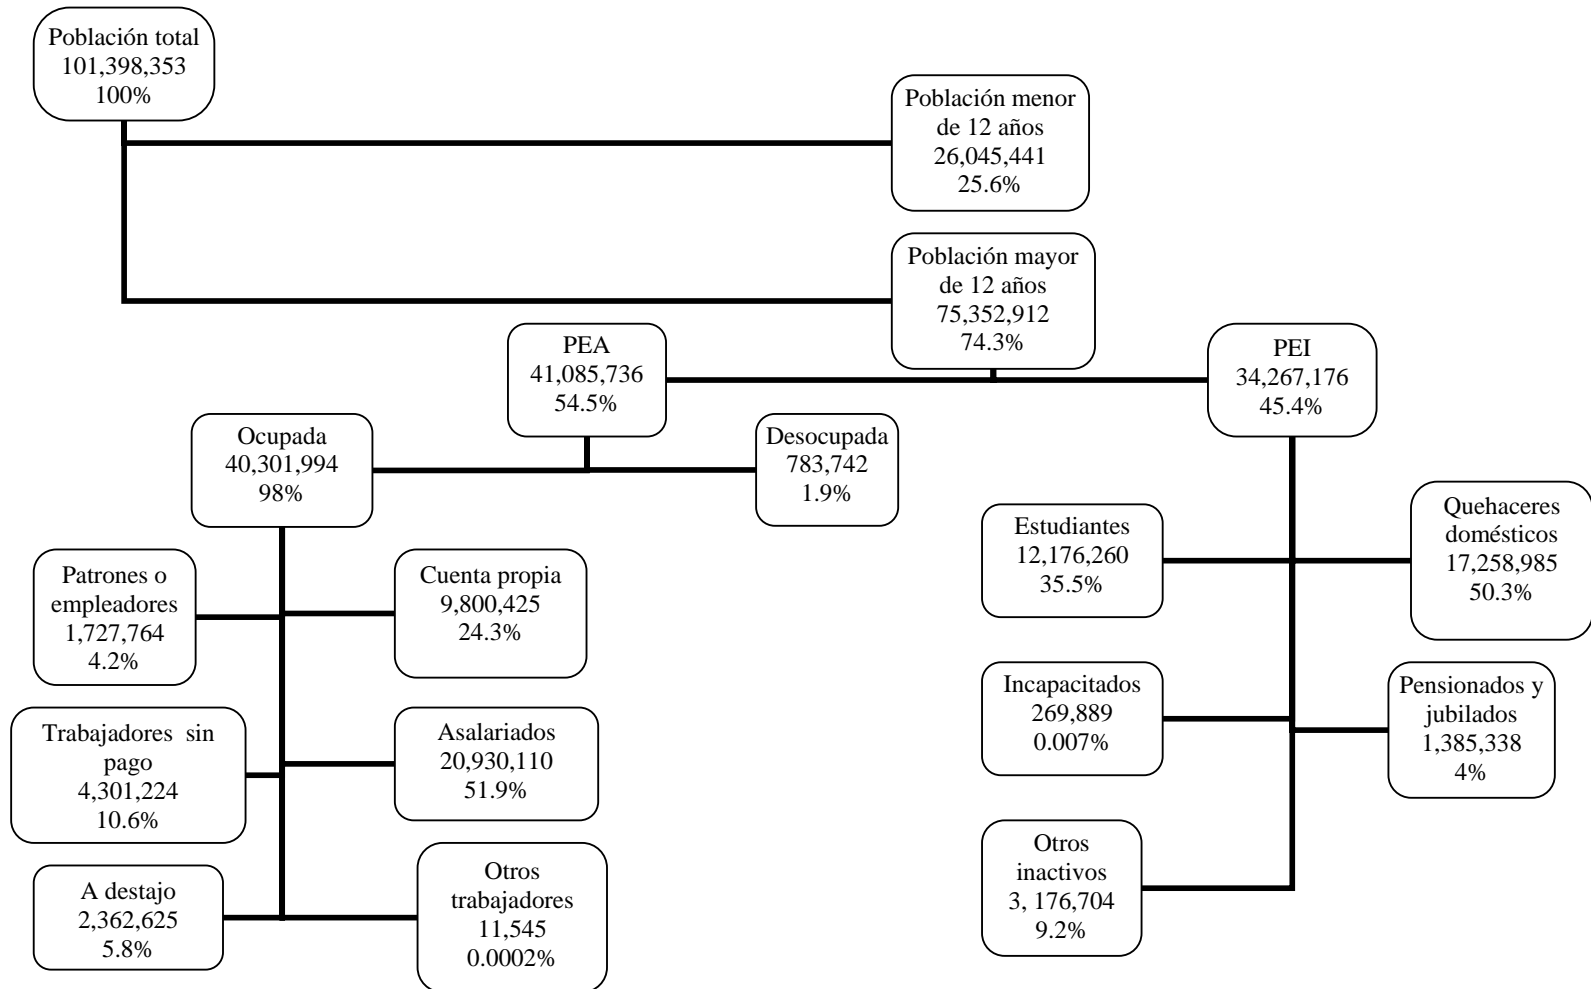 Población total
101,398,353
100%
Población menor
de 12 años
26,045,441
25.6%
Población mayor
de 12 años
75,352,912
74.3%
PEA
41,085,736
54.5%
PEI
34,267,176
45.4%
Ocupada
40,301,994
98%
Desocupada
783,742
1.9%
Estudiantes
12,176,260
35.5%
Quehaceres
domésticos
17,258,985
50.3%
Patrones o
empleadores
1,727,764
4.2%
Cuenta propia
9,800,425
24.3%
Incapacitados
269,889
0.007%
Pensionados y
jubilados
1,385,338
4%
Trabajadores sin
pago
4,301,224
10.6%
Asalariados
20,930,110
51.9%
Otros
inactivos
3, 176,704
9.2%
A destajo
2,362,625
5.8%
Otros
trabajadores
11,545
0.0002%